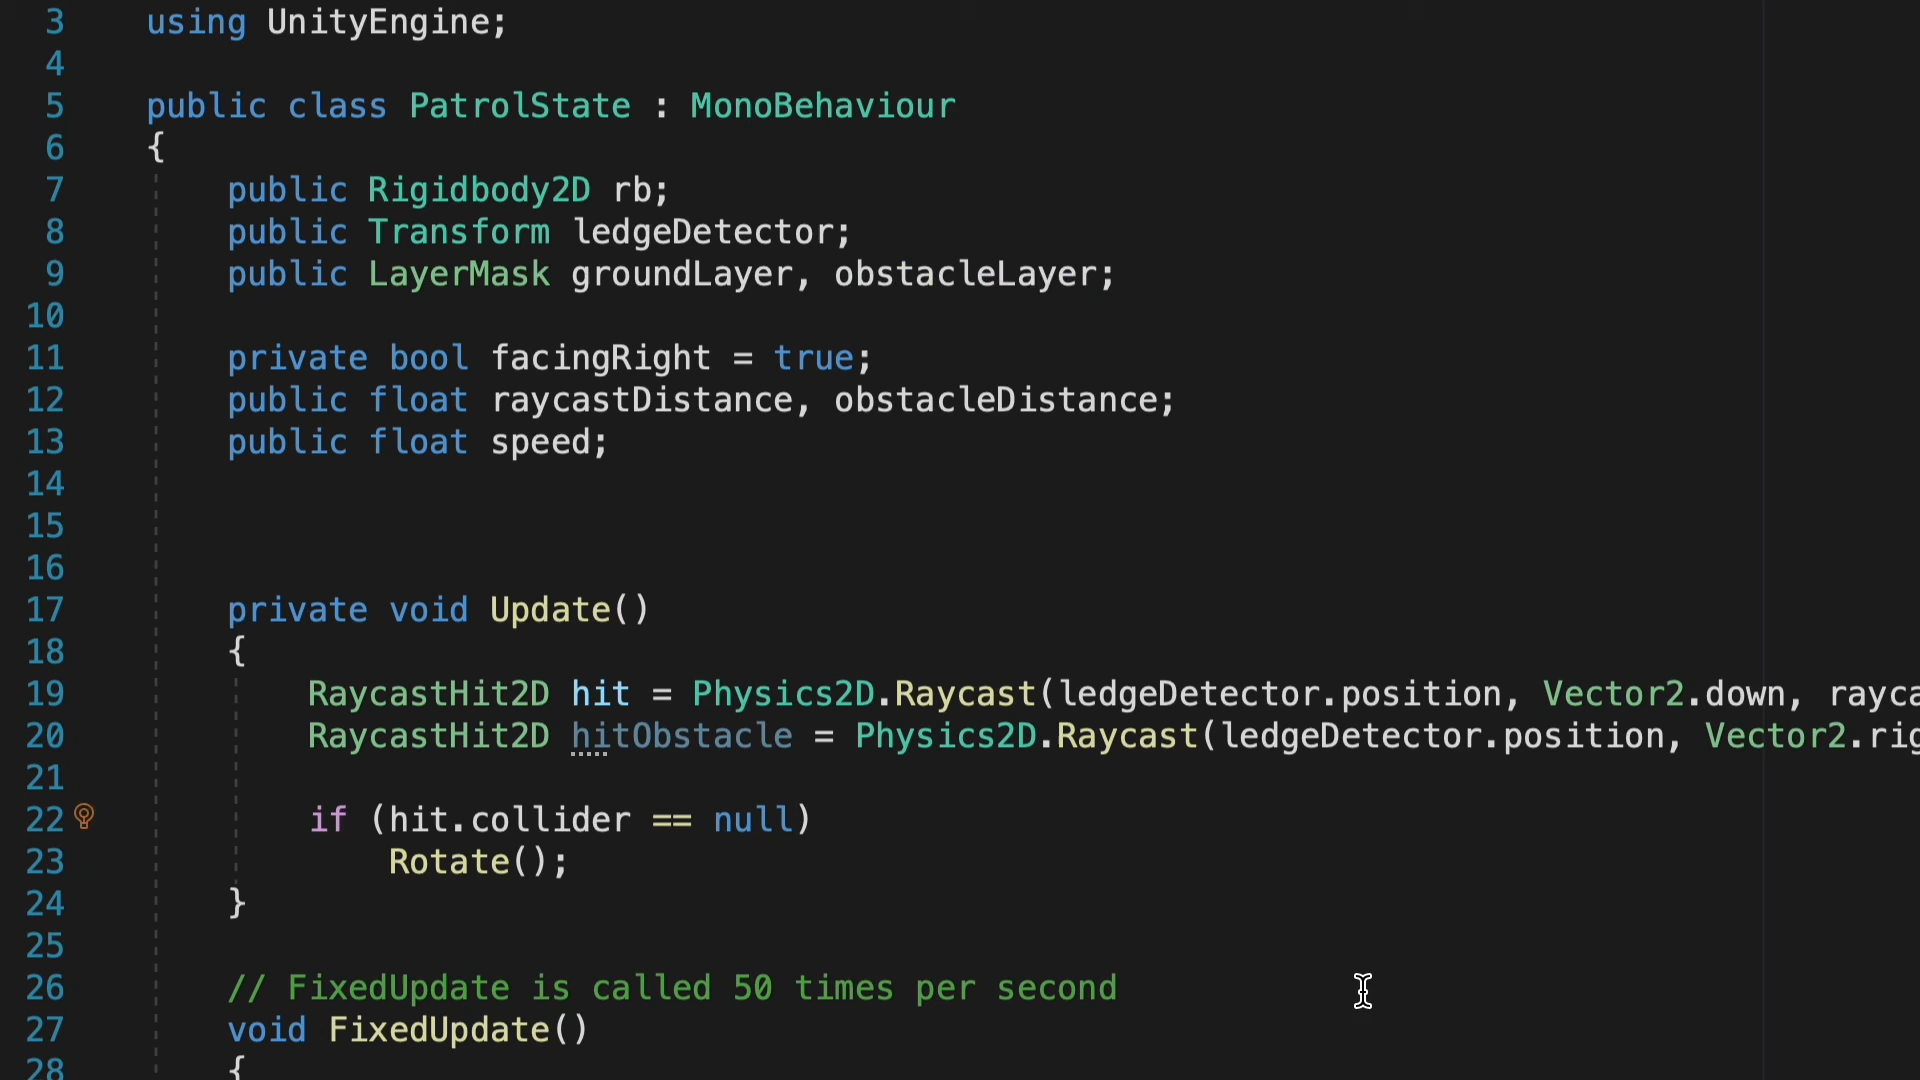 3 using UnityEngine;
4
5 public class PatrolState : MonoBehaviour
6 {
7 public Rigidbody2D rb;
8 public Transform ledgeDetector;
9 public LayerMask groundLayer, obstacleLayer;
10
11 private bool facingRight = true;
12 public float raycastDistance, obstacleDistance;
13 public float speed;
14
15
16
17 private void Update()
18 {
19 RaycastHit2D hit = Physics2D.Raycast(ledgeDetector.position, Vector2.down, rayca
20 RaycastHit2D hitObstacle = Physics2D.Raycast(ledgeDetector.position, Vector2.rig
21
22 if (hit.collider == null)
23 Rotate();
24 }
25
26 // FixedUpdate is called 50 times per second
27 void FixedUpdate()
28 {